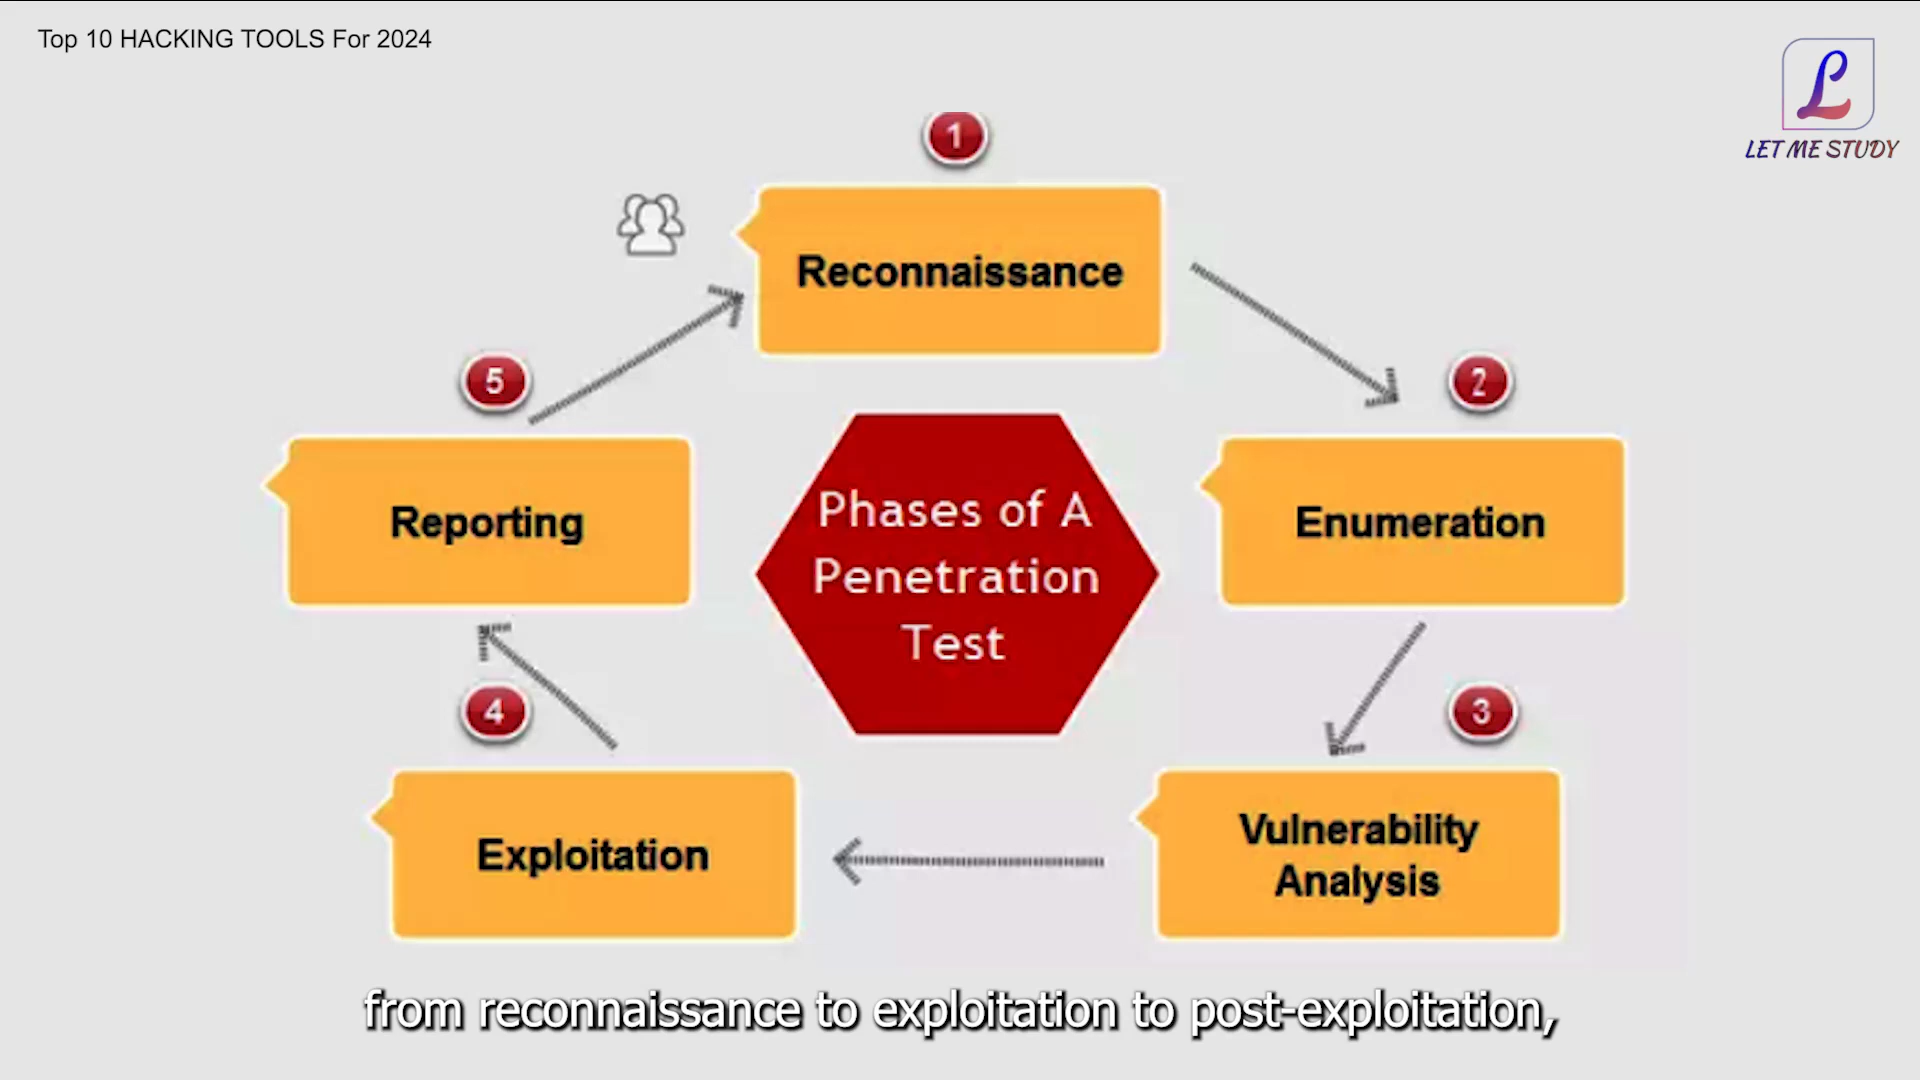 Top 10 HACKING TOOLS For 2024
L
LET ME STUDY
1
Reconnaissance
2
Enumeration
3
Vulnerability
Analysis
4
Exploitation
5
Reporting
Phases of A
Penetration
Test
from reconnaissance to exploitation to post-exploitation,